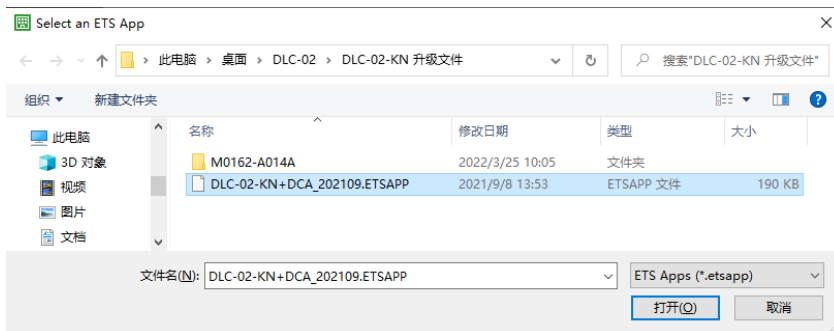 Select an ETS App
此电脑 › 桌面 › DLC-02 › DLC-02-KN 升级文件
搜索"DLC-02-KN 升级文件"
组织 新建文件夹
此电脑
3D 对象
视频
图片
文档
名称 修改日期 类型 大小
M0162-A014A 2022/3/25 10:05 文件夹
DLC-02-KN+DCA_202109.ETSAPP 2021/9/8 13:53 ETSAPP 文件 190 KB
文件名(N): DLC-02-KN+DCA_202109.ETSAPP ETS Apps (*.etsapp)
打开(O) 取消